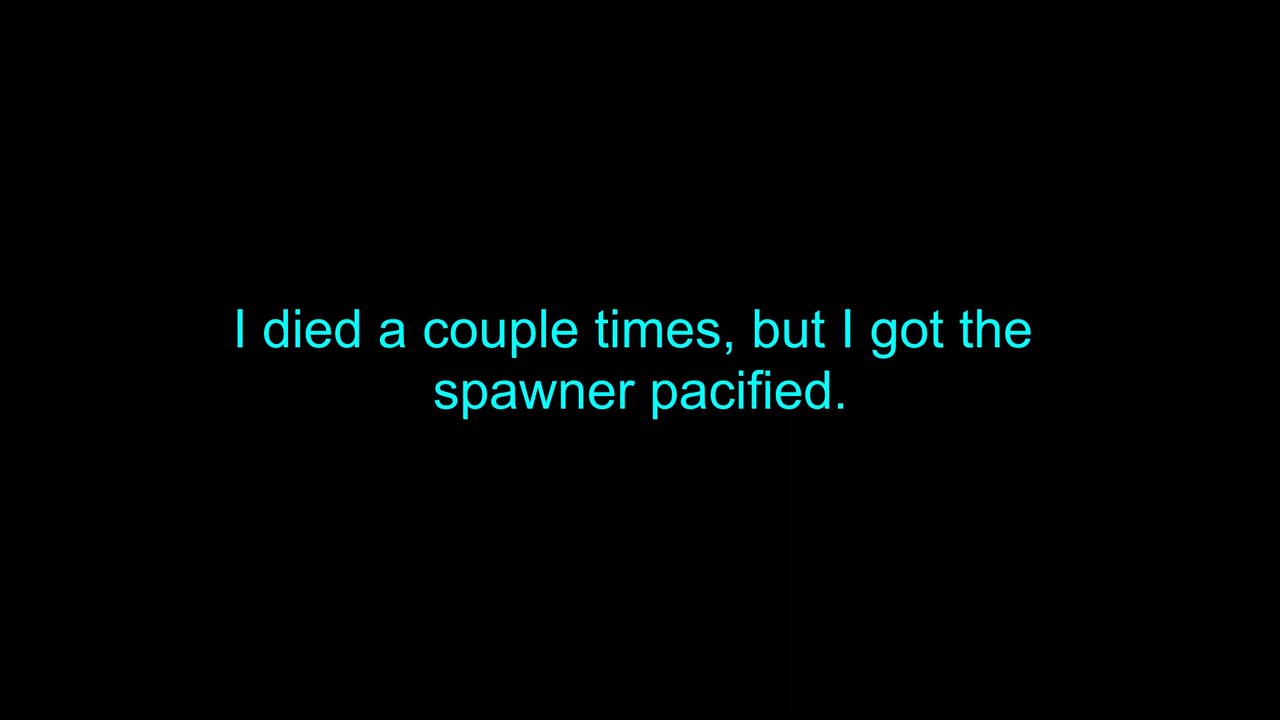 I died a couple times, but I got the
spawner pacified.